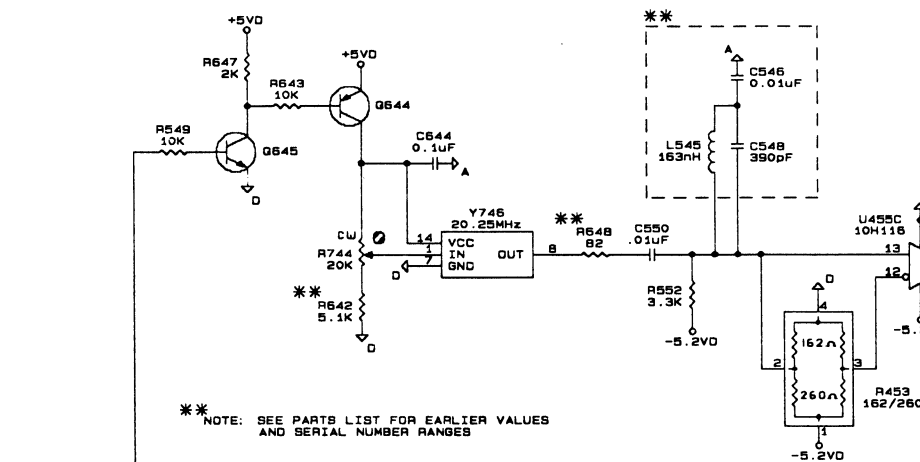 **
+5VD
+5VD
R647
2K
R643
10K
Q644
A
C546
0.01uF
R549
10K
Q645
C644
0.1uF
A
L545
163nH
C548
390pF
D
Y746
20.25MHz
**
R648
82
C550
.01uF
U455C
10H116
CW
R744
20K
14
VCC
1
IN
7
GND
OUT
8
D
13
12
**
R642
5.1K
D
R552
3.3K
-5.2VD
D
4
162Ω
2
3
260Ω
R453
162/260
1
-5.2VD
-5.
**
NOTE: SEE PARTS LIST FOR EARLIER VALUES
AND SERIAL NUMBER RANGES